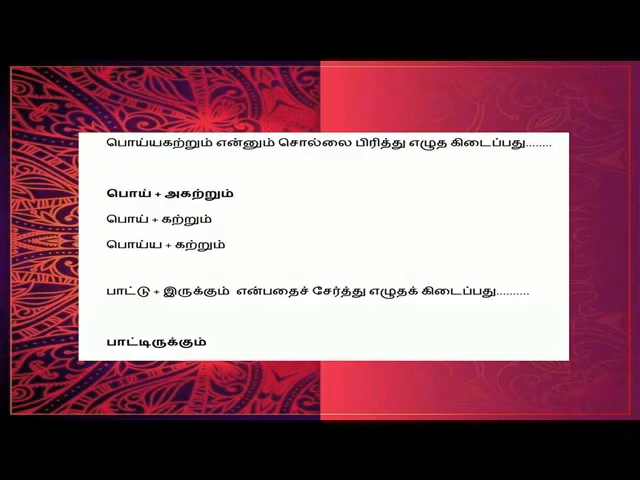 பொய்யகற்றும் என்னும் சொல்லை பிரித்து எழுத கிடைப்பது........
பொய் + அகற்றும்
பொய் + கற்றும்
பொய்ய + கற்றும்
பாட்டு + இருக்கும் என்பதைச் சேர்த்து எழுதக் கிடைப்பது..........
பாட்டிருக்கும்